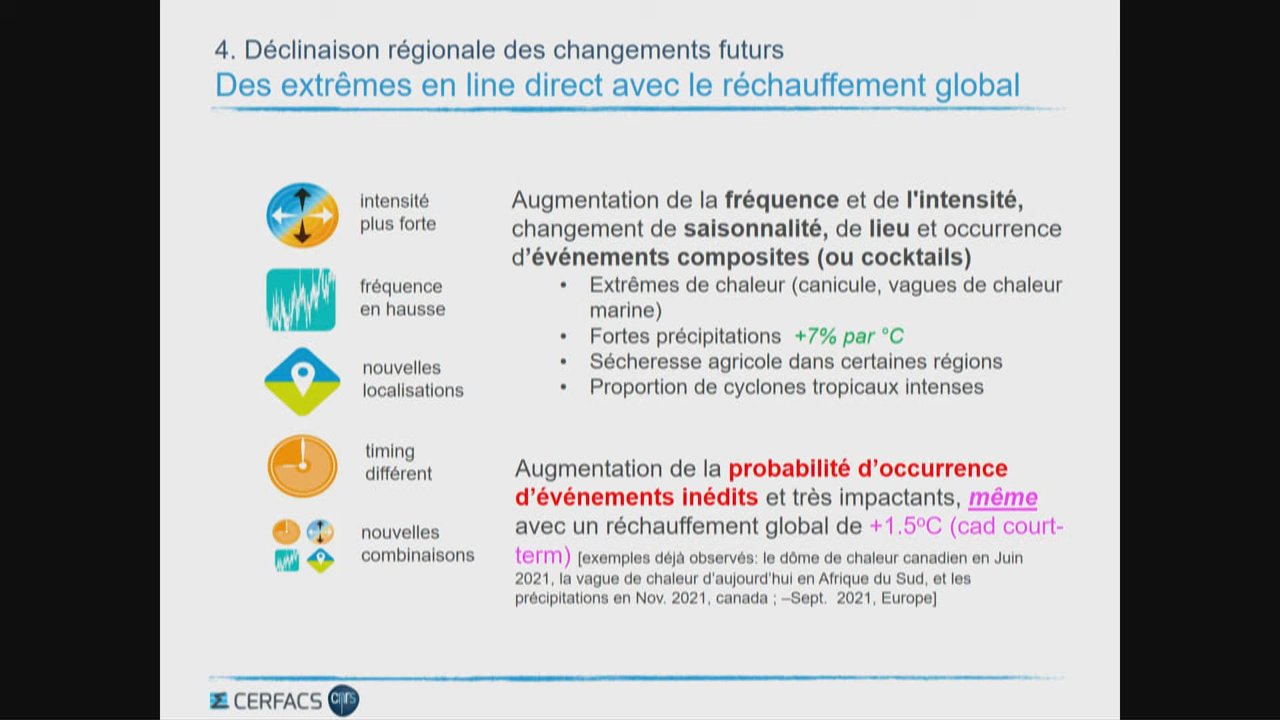 4. Déclinaison régionale des changements futurs
Des extrêmes en line direct avec le réchauffement global
intensité
plus forte
fréquence
en hausse
nouvelles
localisations
timing
différent
nouvelles
combinaisons
Augmentation de la fréquence et de l'intensité,
changement de saisonnalité, de lieu et occurrence
d'événements composites (ou cocktails)
• Extrêmes de chaleur (canicule, vagues de chaleur
marine)
• Fortes précipitations +7% par °C
• Sécheresse agricole dans certaines régions
• Proportion de cyclones tropicaux intenses
Augmentation de la probabilité d'occurrence
d'événements inédits et très impactants, même
avec un réchauffement global de +1.5ºC (cad court-
term) [exemples déjà observés: le dôme de chaleur canadien en Juin
2021, la vague de chaleur d'aujourd'hui en Afrique du Sud, et les
précipitations en Nov. 2021, canada ; –Sept. 2021, Europe]
CERFACS cnrs